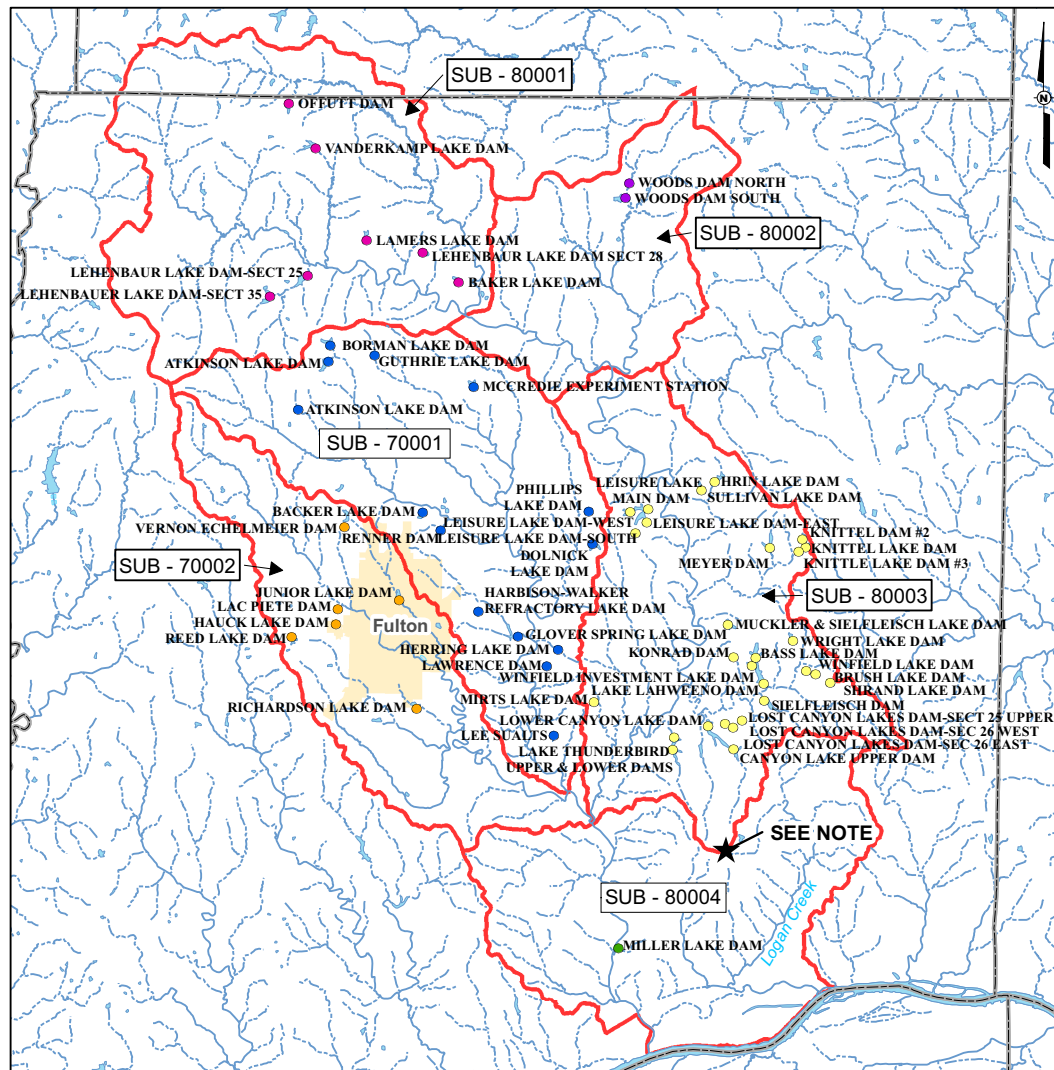 SUB - 80001
OFFUTT DAM
N
VANDERKAMP LAKE DAM
WOODS DAM NORTH
WOODS DAM SOUTH
SUB - 80002
LAMERS LAKE DAM
LEHENBAUR LAKE DAM SECT 28
LEHENBAUR LAKE DAM-SECT 25
BAKER LAKE DAM
LEHENBAUER LAKE DAM-SECT 35
BORMAN LAKE DAM
ATKINSON LAKE DAM
GUTHRIE LAKE DAM
MCCREDIE EXPERIMENT STATION
ATKINSON LAKE DAM
SUB - 70001
LEISURE LAKE
MAIN DAM
HRIN LAKE DAM
SULLIVAN LAKE DAM
PHILLIPS
LAKE DAM
BACKER LAKE DAM
VERNON ECHELMEIER DAM
RENNER DAM
LEISURE LAKE DAM-WEST
LEISURE LAKE DAM-EAST
LEISURE LAKE DAM-SOUTH
KNITTEL DAM #2
KNITTEL LAKE DAM
KNITTLE LAKE DAM #3
MEYER DAM
DOLNICK
LAKE DAM
SUB - 70002
JUNIOR LAKE DAM
LAC PIETE DAM
HAUCK LAKE DAM
REED LAKE DAM
Fulton
HARBISON-WALKER
REFRACTORY LAKE DAM
SUB - 80003
MUCKLER & SIELFLEISCH LAKE DAM
GLOVER SPRING LAKE DAM
WRIGHT LAKE DAM
HERRING LAKE DAM
KONRAD DAM
BASS LAKE DAM
LAWRENCE DAM
WINFIELD LAKE DAM
WINFIELD INVESTMENT LAKE DAM
BRUSH LAKE DAM
LAKE LAHWEENO DAM
SHRAND LAKE DAM
MIRTS LAKE DAM
SIELFLEISCH DAM
RICHARDSON LAKE DAM
LOWER CANYON LAKE DAM
LOST CANYON LAKES DAM-SECT 25 UPPER
LOST CANYON LAKES DAM-SEC 26 WEST
LEE SUALTS
LOST CANYON LAKES DAM-SEC 26 EAST
LAKE THUNDERBIRD
UPPER & LOWER DAMS
CANYON LAKE UPPER DAM
SEE NOTE
SUB - 80004
Logan Creek
MILLER LAKE DAM